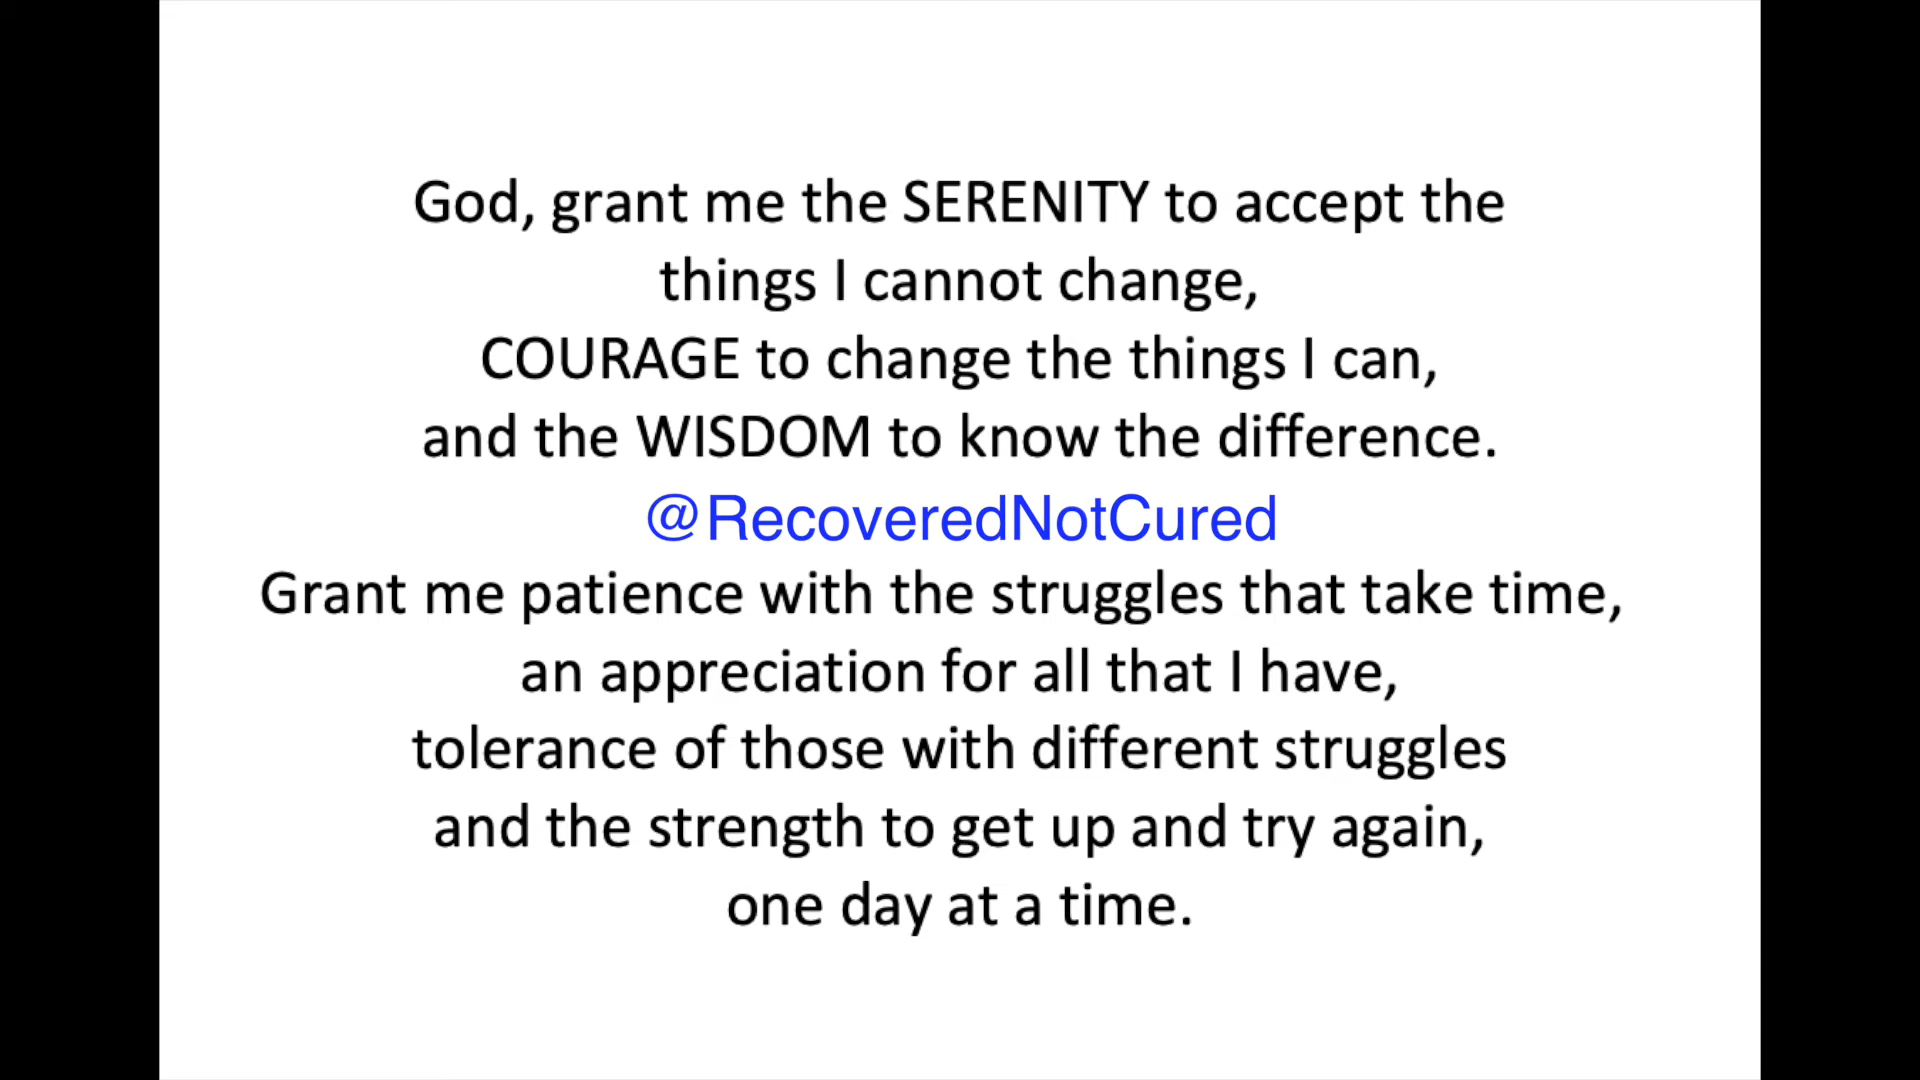 God, grant me the SERENITY to accept the
things I cannot change,
COURAGE to change the things I can,
and the WISDOM to know the difference.
@RecoveredNotCured
Grant me patience with the struggles that take time,
an appreciation for all that I have,
tolerance of those with different struggles
and the strength to get up and try again,
one day at a time.